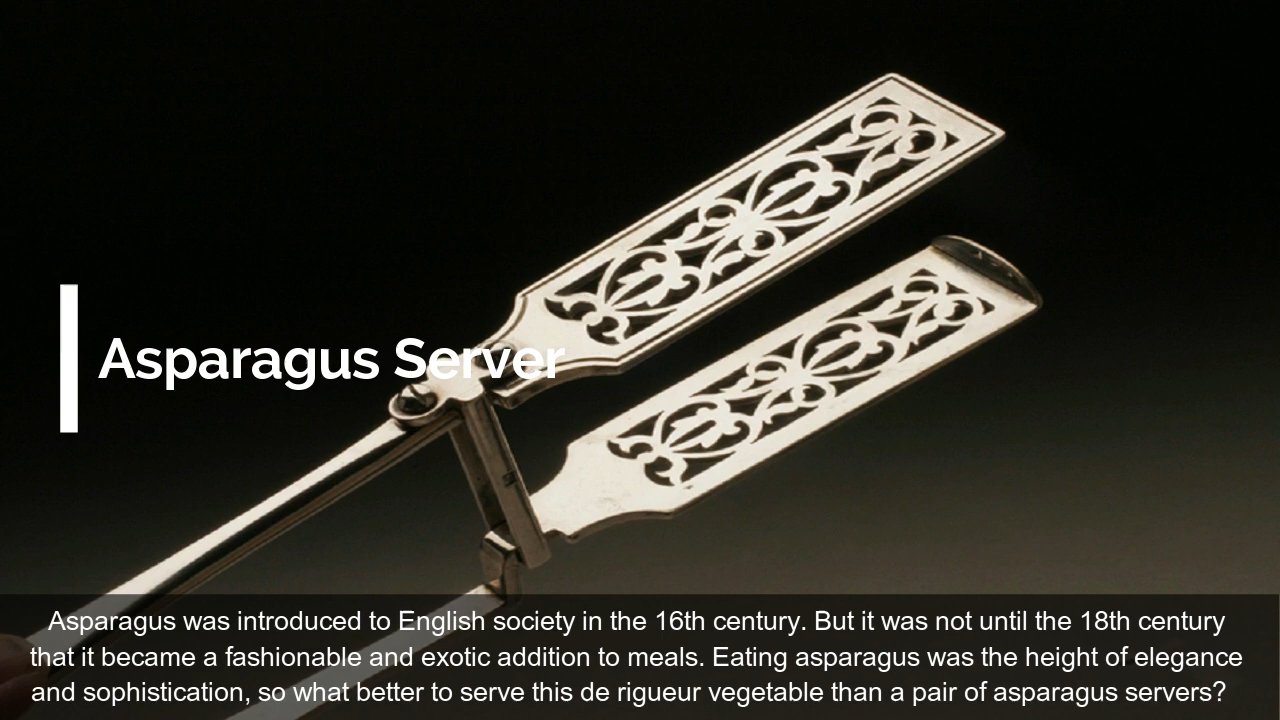 Asparagus Server
Asparagus was introduced to English society in the 16th century. But it was not until the 18th century
that it became a fashionable and exotic addition to meals. Eating asparagus was the height of elegance
and sophistication, so what better to serve this de rigueur vegetable than a pair of asparagus servers?